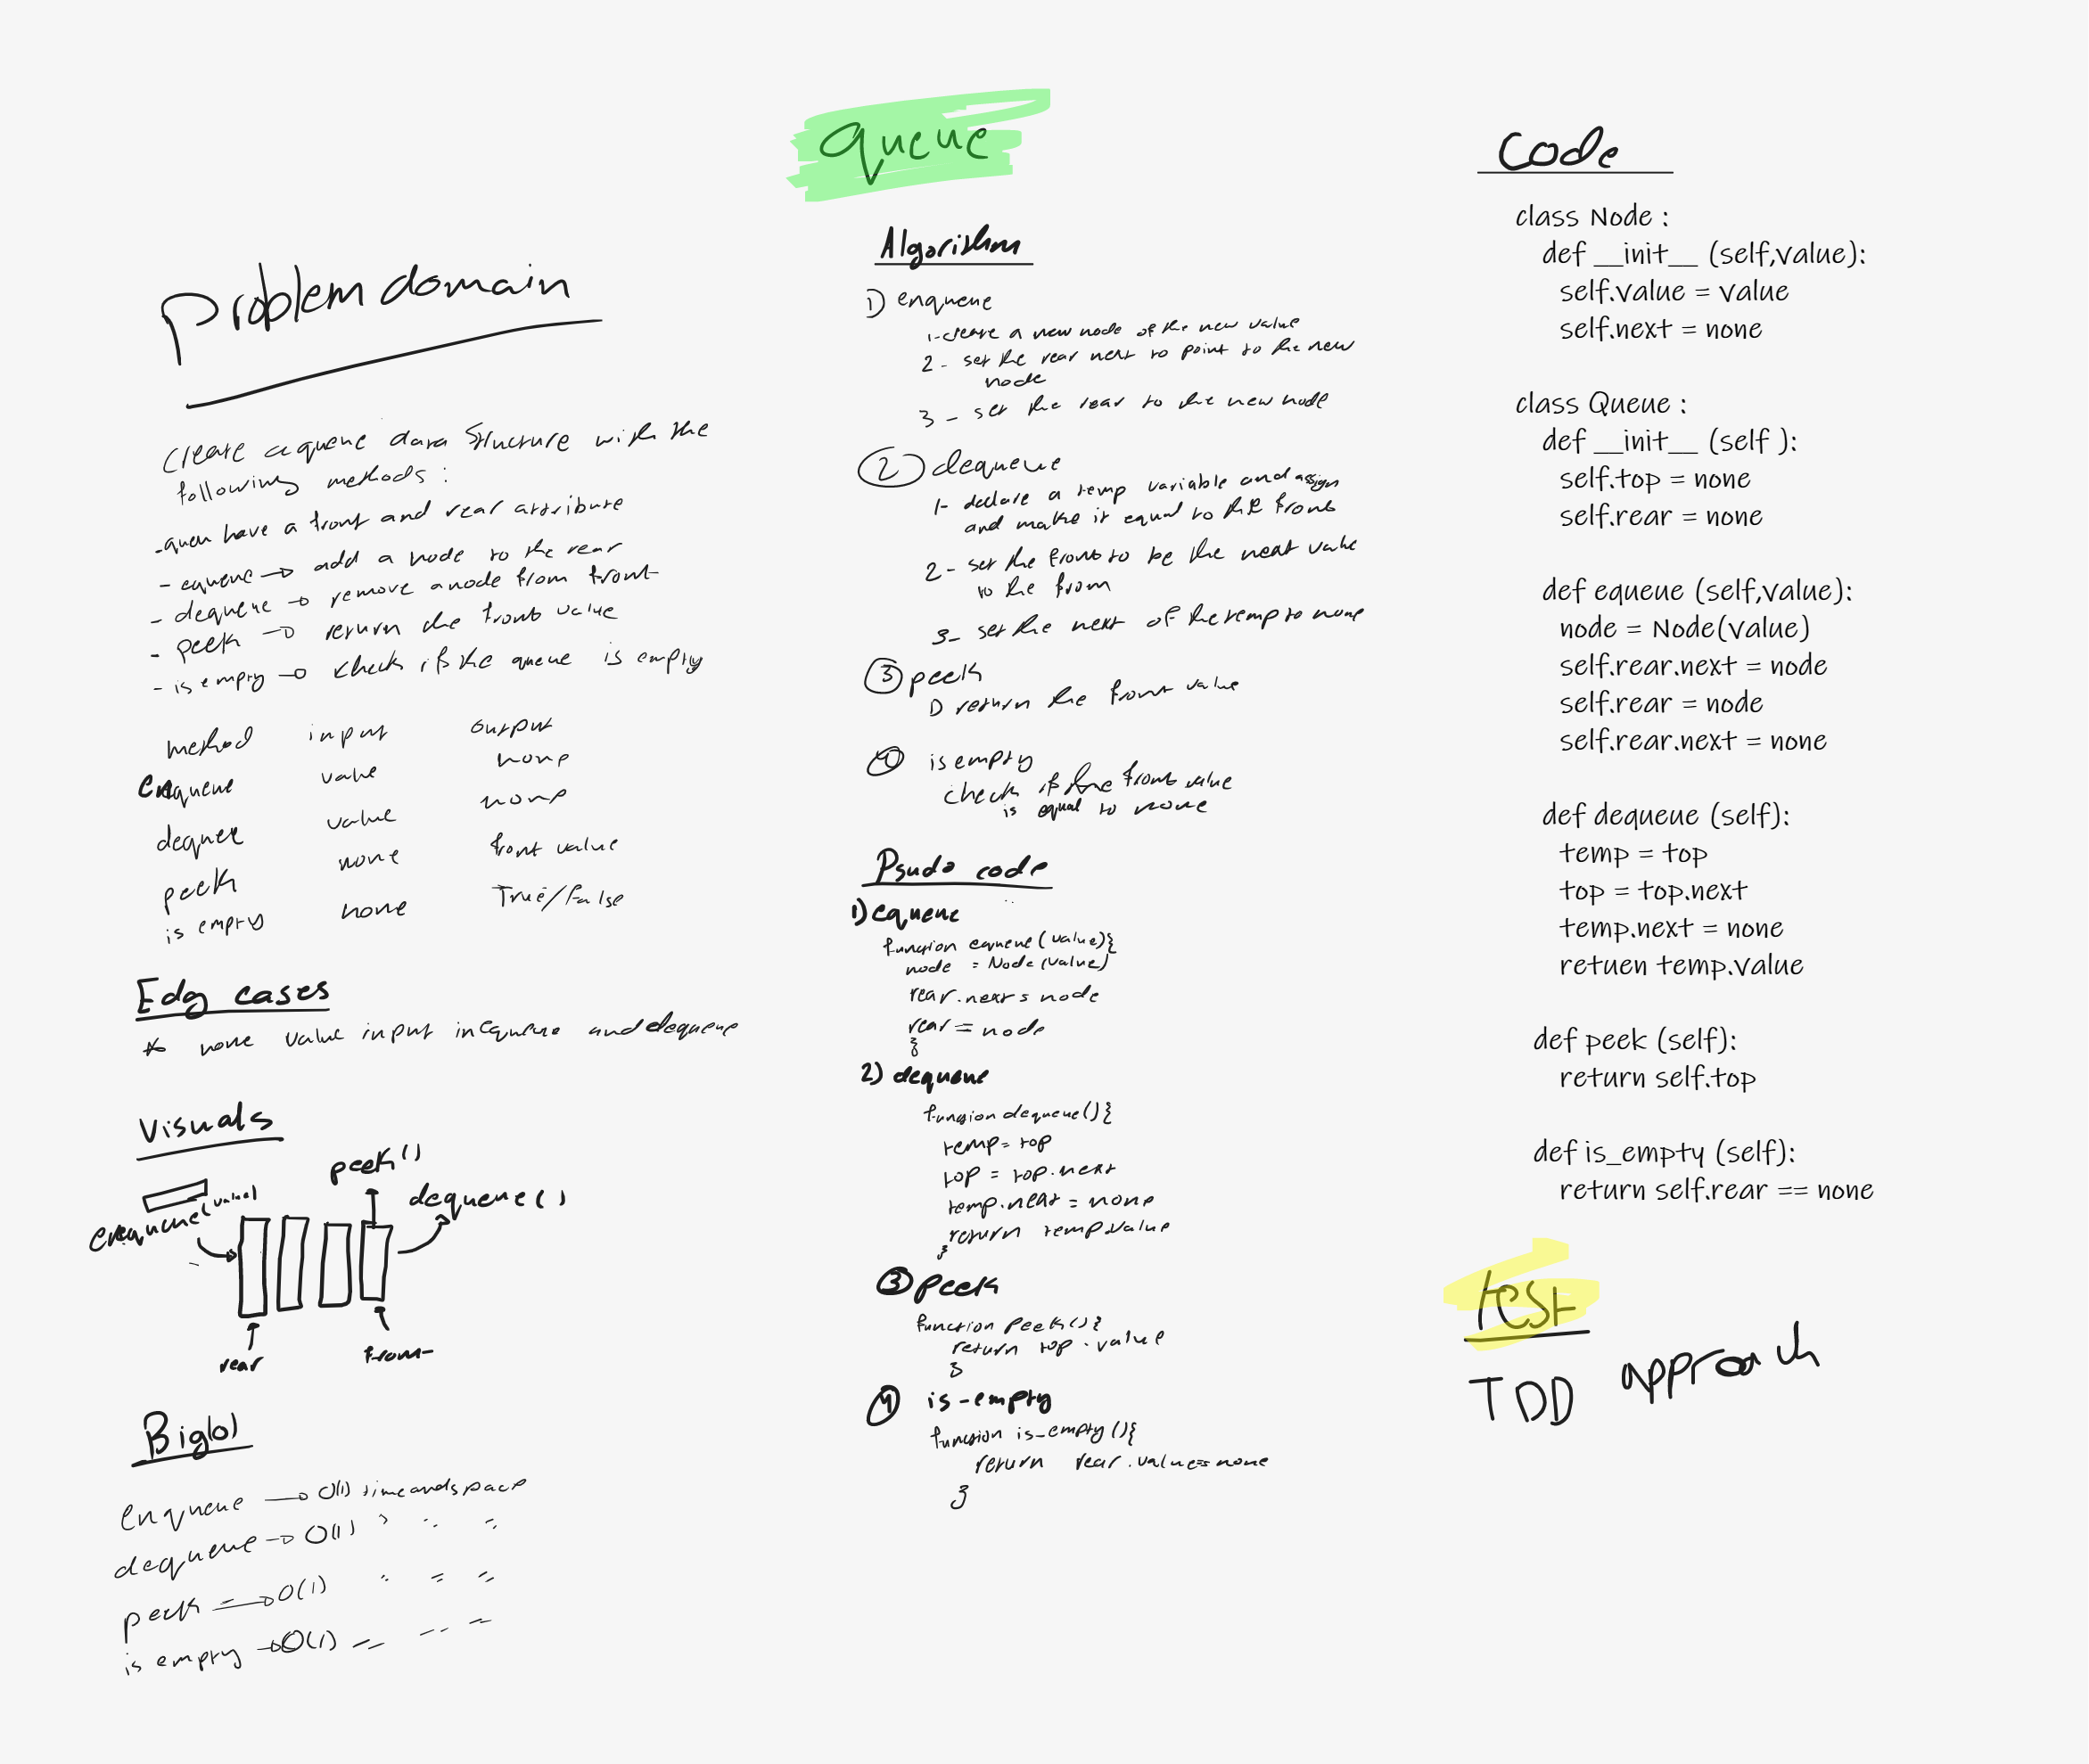 queue
Problem domain
Create a queue data structure with the
following methods :
- queu have a front and rear attribute
- equeue → add a node to the rear
- dequeue → remove a node from front
- peek → return the front value
- is empty → check if the queue is empty
method input output
enqueue value none
dequee value none
peek none front value
is empty none True/False
Edg cases
* none value input in equeue and dequeue
Visuals
peek()
dequeue()
enqueue(value)
rear
front
Big(o)
enqueue → O(1) time and space
dequeue → O(1) " " "
peek → O(1) " " "
is empty → O(1) " " "
Algorithm
1) enqueue
1- create a new node of the new value
2- set the rear next to point to the new
node
3- set the rear to the new node
2 dequeue
1- declare a temp variable and assign
and make it equal to the front
2- set the front to be the next value
to the from
3- set the next of the temp to none
3 peek
1) return the front value
4 is empty
check if the front value
is equal to none
Psudo code
1) equeue
function equeue(value){
node = Node(value)
rear.next = node
rear = node
}
2) dequeue
function dequeue(){
temp = top
top = top.next
temp.next = none
return temp.value
}
3 peek
function peek(){
return top.value
}
4 is-empty
function is_empty(){
return rear.value==none
}
code
class Node :
def __init__ (self,value):
self.value = value
self.next = none
class Queue :
def __init__ (self ):
self.top = none
self.rear = none
def equeue (self,value):
node = Node(value)
self.rear.next = node
self.rear = node
self.rear.next = none
def dequeue (self):
temp = top
top = top.next
temp.next = none
retuen temp.value
def peek (self):
return self.top
def is_empty (self):
return self.rear == none
test
TDD approach